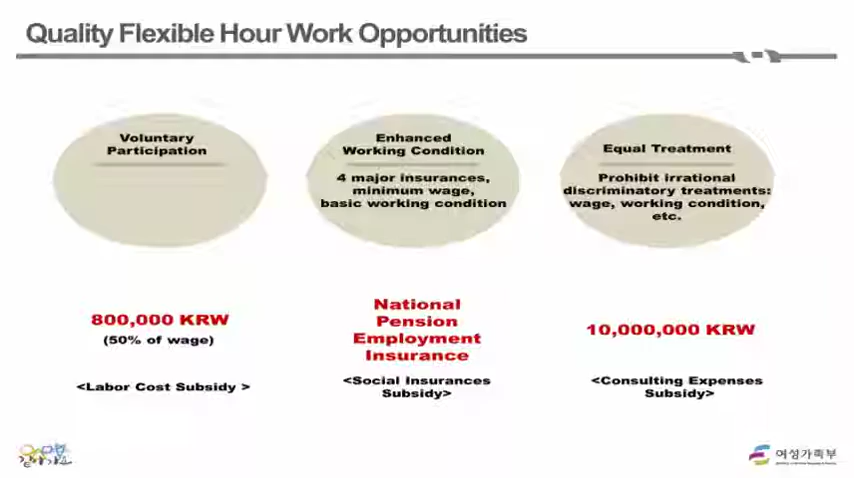 Quality Flexible Hour Work Opportunities
Voluntary
Participation
Enhanced
Working Condition
4 major insurances,
minimum wage,
basic working condition
Equal Treatment
Prohibit irrational
discriminatory treatments:
wage, working condition,
etc.
800,000 KRW
(50% of wage)
<Labor Cost Subsidy >
National
Pension
Employment
Insurance
<Social Insurances
Subsidy>
10,000,000 KRW
<Consulting Expenses
Subsidy>
여성가족부